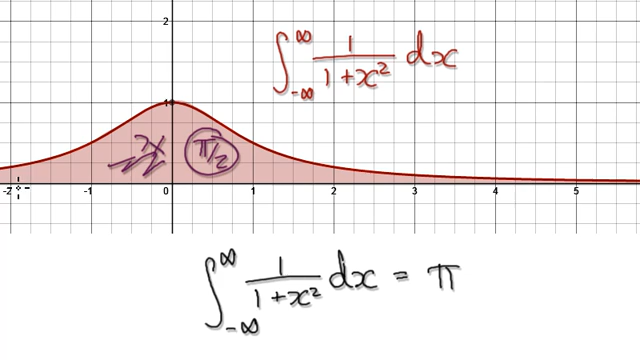 2
∫_{-∞}^{∞} 1/(1+x²) dx
1
π/2
-2 -1 0 1 2 3 4 5
∫_{-∞}^{∞} 1/(1+x²) dx = π